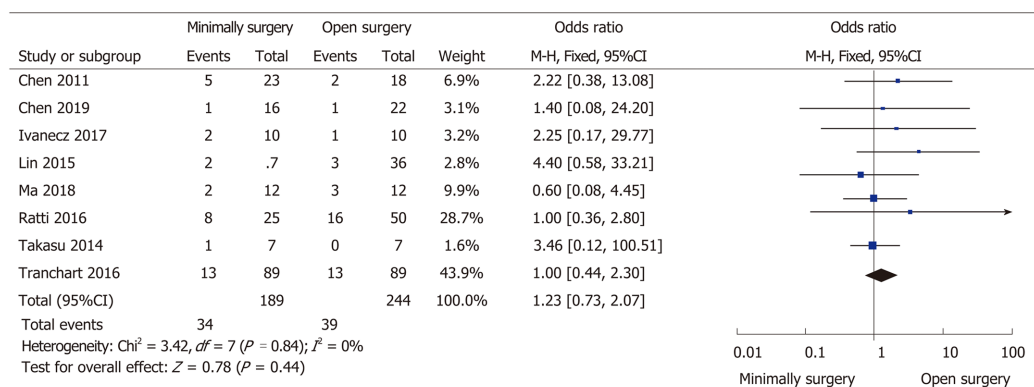 Minimally surgery Open surgery Odds ratio Odds ratio
Study or subgroup Events Total Events Total Weight M-H, Fixed, 95%CI M-H, Fixed, 95%CI
Chen 2011 5 23 2 18 6.9% 2.22 [0.38, 13.08]
Chen 2019 1 16 1 22 3.1% 1.40 [0.08, 24.20]
Ivanecz 2017 2 10 1 10 3.2% 2.25 [0.17, 29.77]
Lin 2015 2 .7 3 36 2.8% 4.40 [0.58, 33.21]
Ma 2018 2 12 3 12 9.9% 0.60 [0.08, 4.45]
Ratti 2016 8 25 16 50 28.7% 1.00 [0.36, 2.80]
Takasu 2014 1 7 0 7 1.6% 3.46 [0.12, 100.51]
Tranchart 2016 13 89 13 89 43.9% 1.00 [0.44, 2.30]
Total (95%CI) 189 244 100.0% 1.23 [0.73, 2.07]
Total events 34 39
Heterogeneity: Chi² = 3.42, df = 7 (P = 0.84); I² = 0%
Test for overall effect: Z = 0.78 (P = 0.44)
0.01 0.1 1 10 100
Minimally surgery Open surgery